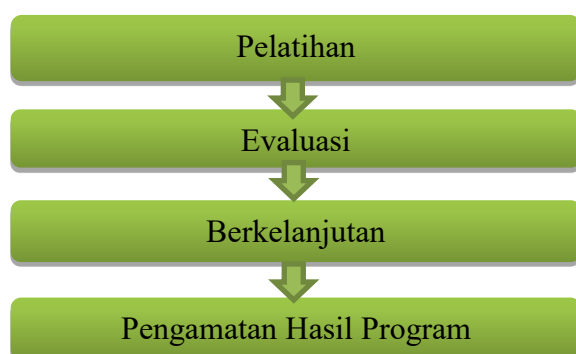 Pelatihan
Evaluasi
Berkelanjutan
Pengamatan Hasil Program